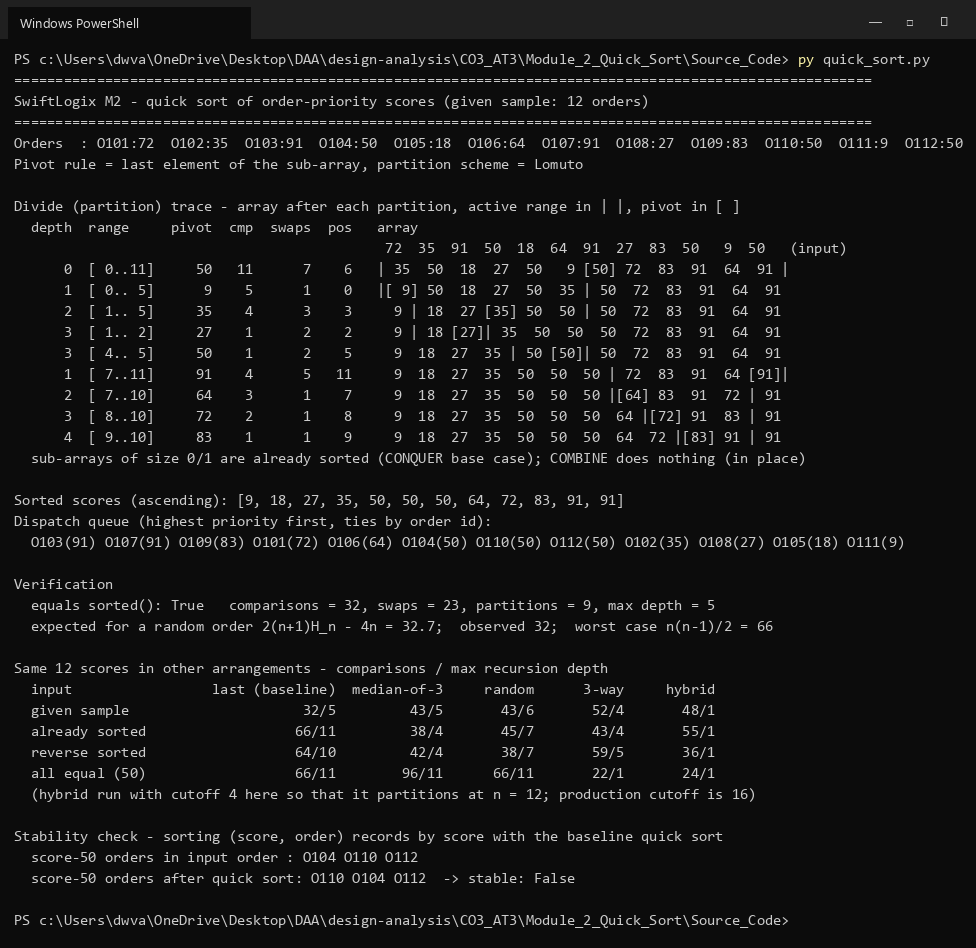 Windows PowerShell
PS c:\Users\dwva\OneDrive\Desktop\DAA\design-analysis\CO3_AT3\Module_2_Quick_Sort\Source_Code> py quick_sort.py
========================================================================================================
SwiftLogix M2 - quick sort of order-priority scores (given sample: 12 orders)
========================================================================================================
Orders  : O101:72  O102:35  O103:91  O104:50  O105:18  O106:64  O107:91  O108:27  O109:83  O110:50  O111:9  O112:50
Pivot rule = last element of the sub-array, partition scheme = Lomuto
Divide (partition) trace - array after each partition, active range in | |, pivot in [ ]
  depth  range     pivot  cmp  swaps  pos   array
                                             72  35  91  50  18  64  91  27  83  50   9  50   (input)
      0  [ 0..11]     50   11      7    6   | 35  50  18  27  50   9 [50] 72  83  91  64  91 |
      1  [ 0.. 5]      9    5      1    0   |[ 9] 50  18  27  50  35 | 50  72  83  91  64  91
      2  [ 1.. 5]     35    4      3    3     9 | 18  27 [35] 50  50 | 50  72  83  91  64  91
      3  [ 1.. 2]     27    1      2    2     9 | 18 [27]| 35  50  50  50  72  83  91  64  91
      3  [ 4.. 5]     50    1      2    5     9  18  27  35 | 50 [50]| 50  72  83  91  64  91
      1  [ 7..11]     91    4      5   11     9  18  27  35  50  50  50 | 72  83  91  64 [91]|
      2  [ 7..10]     64    3      1    7     9  18  27  35  50  50  50 |[64] 83  91  72 | 91
      3  [ 8..10]     72    2      1    8     9  18  27  35  50  50  50  64 |[72] 91  83 | 91
      4  [ 9..10]     83    1      1    9     9  18  27  35  50  50  50  64  72 |[83] 91 | 91
  sub-arrays of size 0/1 are already sorted (CONQUER base case); COMBINE does nothing (in place)
Sorted scores (ascending): [9, 18, 27, 35, 50, 50, 50, 64, 72, 83, 91, 91]
Dispatch queue (highest priority first, ties by order id):
  O103(91) O107(91) O109(83) O101(72) O106(64) O104(50) O110(50) O112(50) O102(35) O108(27) O105(18) O111(9)
Verification
  equals sorted(): True   comparisons = 32, swaps = 23, partitions = 9, max depth = 5
  expected for a random order 2(n+1)H_n - 4n = 32.7;  observed 32;  worst case n(n-1)/2 = 66
Same 12 scores in other arrangements - comparisons / max recursion depth
  input                 last (baseline)  median-of-3     random      3-way     hybrid
  given sample                     32/5         43/5       43/6       52/4       48/1
  already sorted                  66/11         38/4       45/7       43/4       55/1
  reverse sorted                  64/10         42/4       38/7       59/5       36/1
  all equal (50)                  66/11        96/11      66/11       22/1       24/1
  (hybrid run with cutoff 4 here so that it partitions at n = 12; production cutoff is 16)
Stability check - sorting (score, order) records by score with the baseline quick sort
  score-50 orders in input order : O104 O110 O112
  score-50 orders after quick sort: O110 O104 O112  -> stable: False
PS c:\Users\dwva\OneDrive\Desktop\DAA\design-analysis\CO3_AT3\Module_2_Quick_Sort\Source_Code>